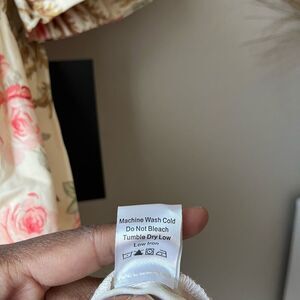 Machine Wash Cold
Do Not Bleach
Tumble Dry Low
Low Iron